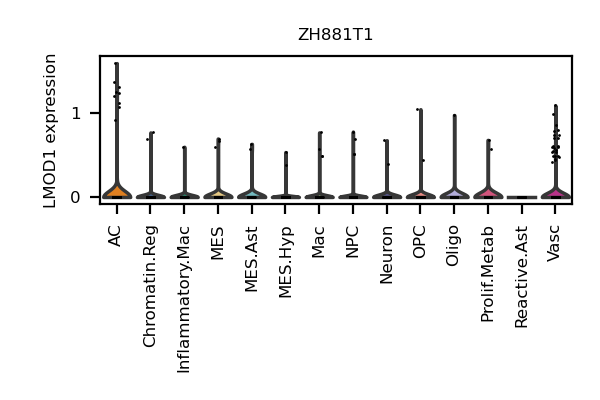 ZH881T1
LMOD1 expression
1
0
AC
Chromatin.Reg
Inflammatory.Mac
MES
MES.Ast
MES.Hyp
Mac
NPC
Neuron
OPC
Oligo
Prolif.Metab
Reactive.Ast
Vasc